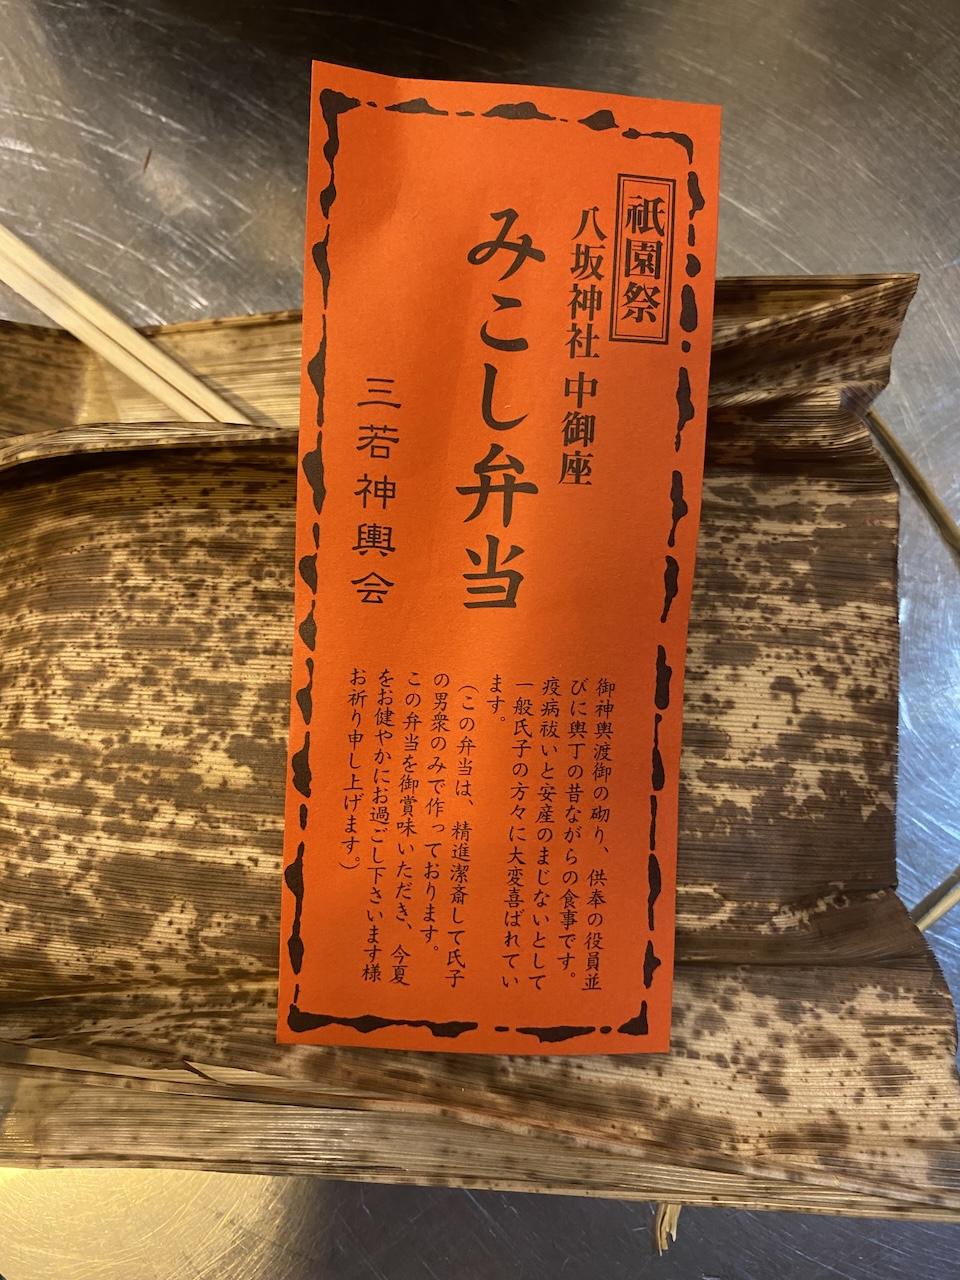 祇園祭
八坂神社 中御座
みこし弁当
三若神輿会
御神輿渡御の砌り、供奉の役員並
びに輿丁の昔ながらの食事です。
疫病祓いと安産のまじないとして
一般氏子の方々に大変喜ばれてい
ます。
(この弁当は、精進潔斎して氏子
の男衆のみで作っております。
この弁当を御賞味いただき、今夏
をお健やかにお過ごし下さいます様
お祈り申し上げます。)